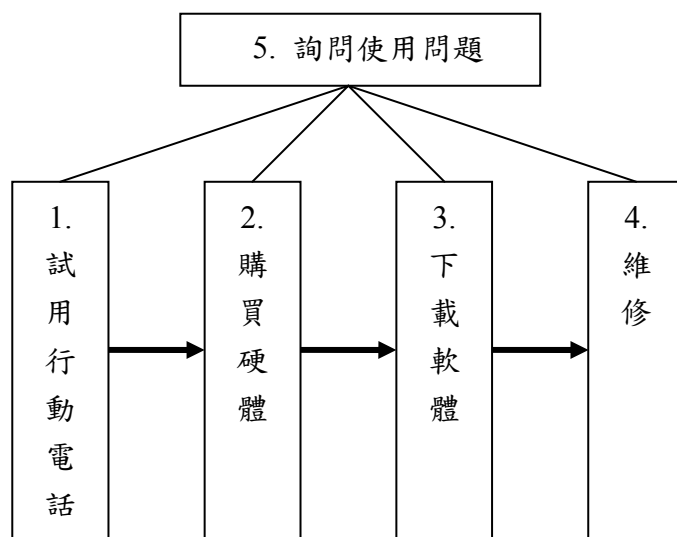 5. 詢問使用問題
1. 試用行動電話
2. 購買硬體
3. 下載軟體
4. 維修